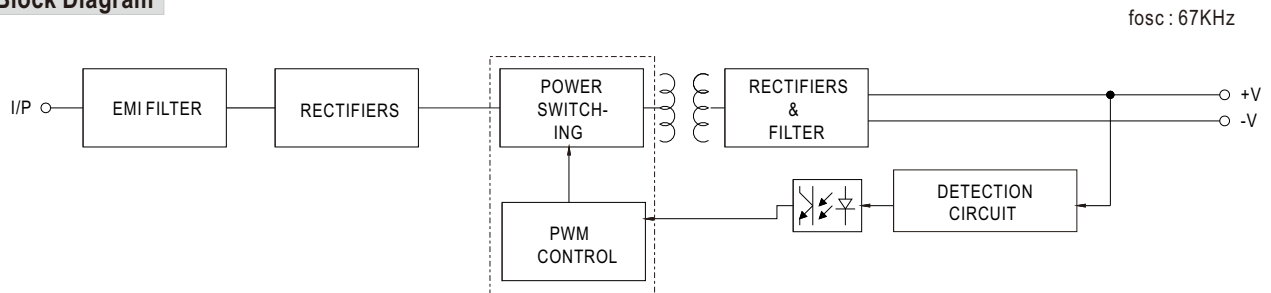 Block Diagram
fosc : 67KHz
I/P
EMI FILTER
RECTIFIERS
POWER
SWITCH-
ING
RECTIFIERS
&
FILTER
+V
-V
DETECTION
CIRCUIT
PWM
CONTROL